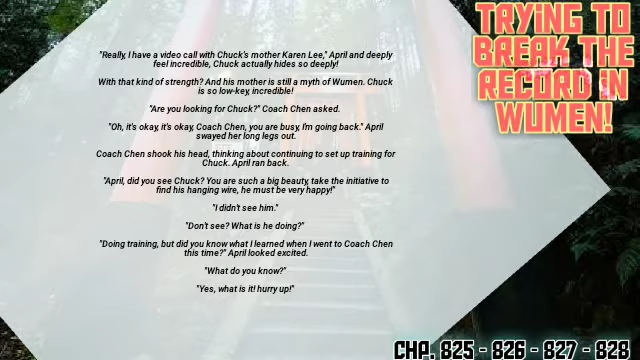 "Really, I have a video call with Chuck's mother Karen Lee," April and deeply
feel incredible, Chuck actually hides so deeply!
With that kind of strength? And his mother is still a myth of Wumen. Chuck
is so low-key, incredible!
"Are you looking for Chuck?" Coach Chen asked.
"Oh, it's okay, it's okay, Coach Chen, you are busy, I'm going back." April
swayed her long legs out.
Coach Chen shook his head, thinking about continuing to set up training for
Chuck. April ran back.
"April, did you see Chuck? You are such a big beauty, take the initiative to
find his hanging wire, he must be very happy!"
"I didn't see him."
"Don't see? What is he doing?"
"Doing training, but did you know what I learned when I went to Coach Chen
this time?" April looked excited.
"What do you know?"
"Yes, what is it! hurry up!"
TRYING TO
BREAK THE
RECORD IN
WUMEN!
CHP. 825 - 826 - 827 - 828